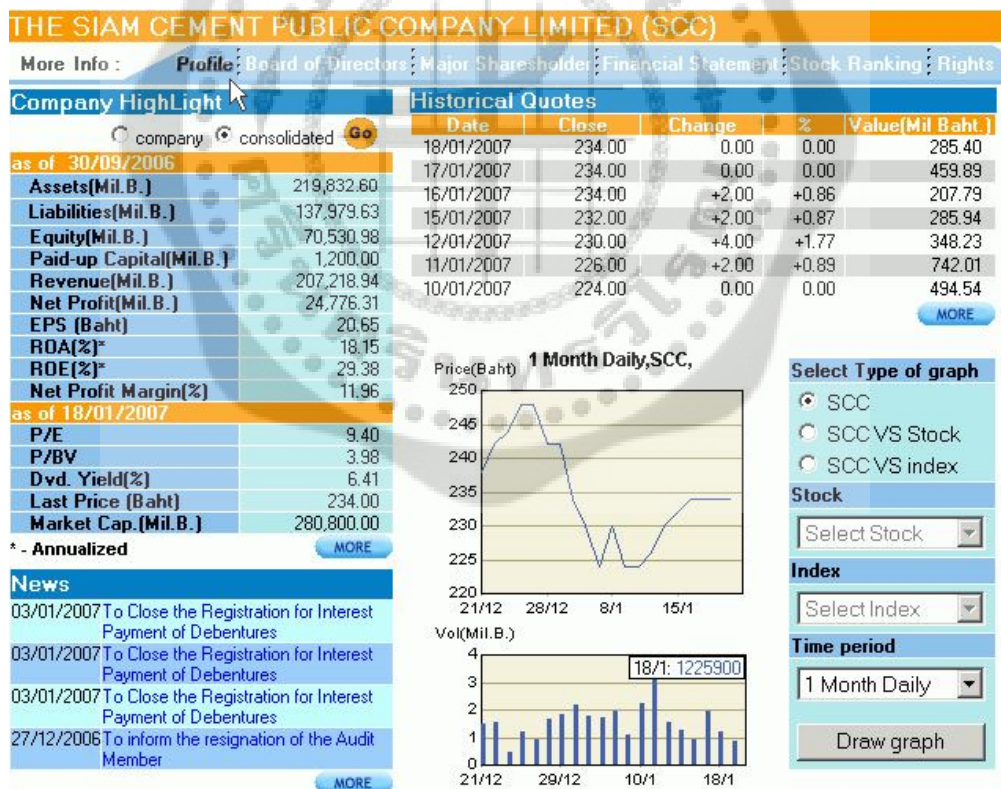 THE SIAM CEMENT PUBLIC COMPANY LIMITED (SCC)
More Info : Profile Board of Directors Major Shareholder Financial Statement Stock Ranking Rights
Company HighLight
company consolidated Go
as of 30/09/2006
Assets(Mil.B.) 219,832.60
Liabilities(Mil.B.) 137,979.63
Equity(Mil.B.) 70,530.98
Paid-up Capital(Mil.B.) 1,200.00
Revenue(Mil.B.) 207,218.94
Net Profit(Mil.B.) 24,776.31
EPS (Baht) 20.65
ROA(%)* 18.15
ROE(%)* 29.38
Net Profit Margin(%) 11.96
as of 18/01/2007
P/E 9.40
P/BV 3.98
Dvd. Yield(%) 6.41
Last Price (Baht) 234.00
Market Cap.(Mil.B.) 280,800.00
* - Annualized MORE
News
03/01/2007 To Close the Registration for Interest
Payment of Debentures
03/01/2007 To Close the Registration for Interest
Payment of Debentures
03/01/2007 To Close the Registration for Interest
Payment of Debentures
27/12/2006 To inform the resignation of the Audit
Member
MORE
Historical Quotes
Date Close Change % Value(Mil Baht.)
18/01/2007 234.00 0.00 0.00 285.40
17/01/2007 234.00 0.00 0.00 459.89
16/01/2007 234.00 +2.00 +0.86 207.79
15/01/2007 232.00 +2.00 +0.87 285.94
12/01/2007 230.00 +4.00 +1.77 348.23
11/01/2007 226.00 +2.00 +0.89 742.01
10/01/2007 224.00 0.00 0.00 494.54
MORE
Price(Baht) 1 Month Daily,SCC,
250
245
240
235
230
225
220
21/12 28/12 8/1 15/1
Vol(Mil.B.)
4
18/1: 1225900
3
2
1
0
21/12 29/12 10/1 18/1
Select Type of graph
SCC
SCC VS Stock
SCC VS index
Stock
Select Stock
Index
Select Index
Time period
1 Month Daily
Draw graph